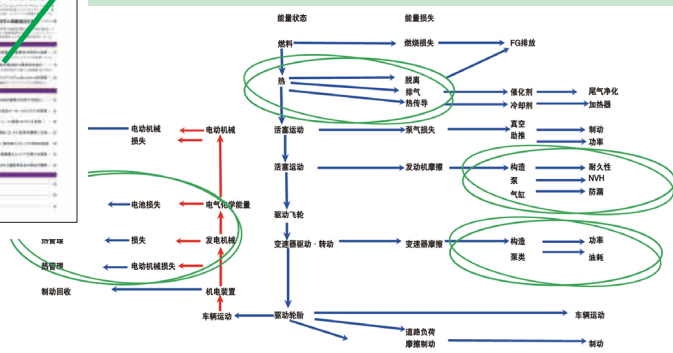 能量状态 能量损失
燃料 燃烧损失 FG排放
热 脱离
排气 催化剂 尾气净化
热传导 冷却剂 加热器
电动机械 电动机械 活塞运动 泵气损失 真空 制动
损失 助推 功率
活塞运动 发动机摩擦 构造 耐久性
泵 NVH
气缸 防漏
电池损失 电气化学能量
驱动飞轮
热管理 损失 发电机械 变速器驱动·转动 变速器摩擦 构造 功率
泵类 油耗
热管理 电动机械损失
制动回收 机电装置
车辆运动 驱动轮胎 车辆运动
道路负荷
摩擦制动 制动